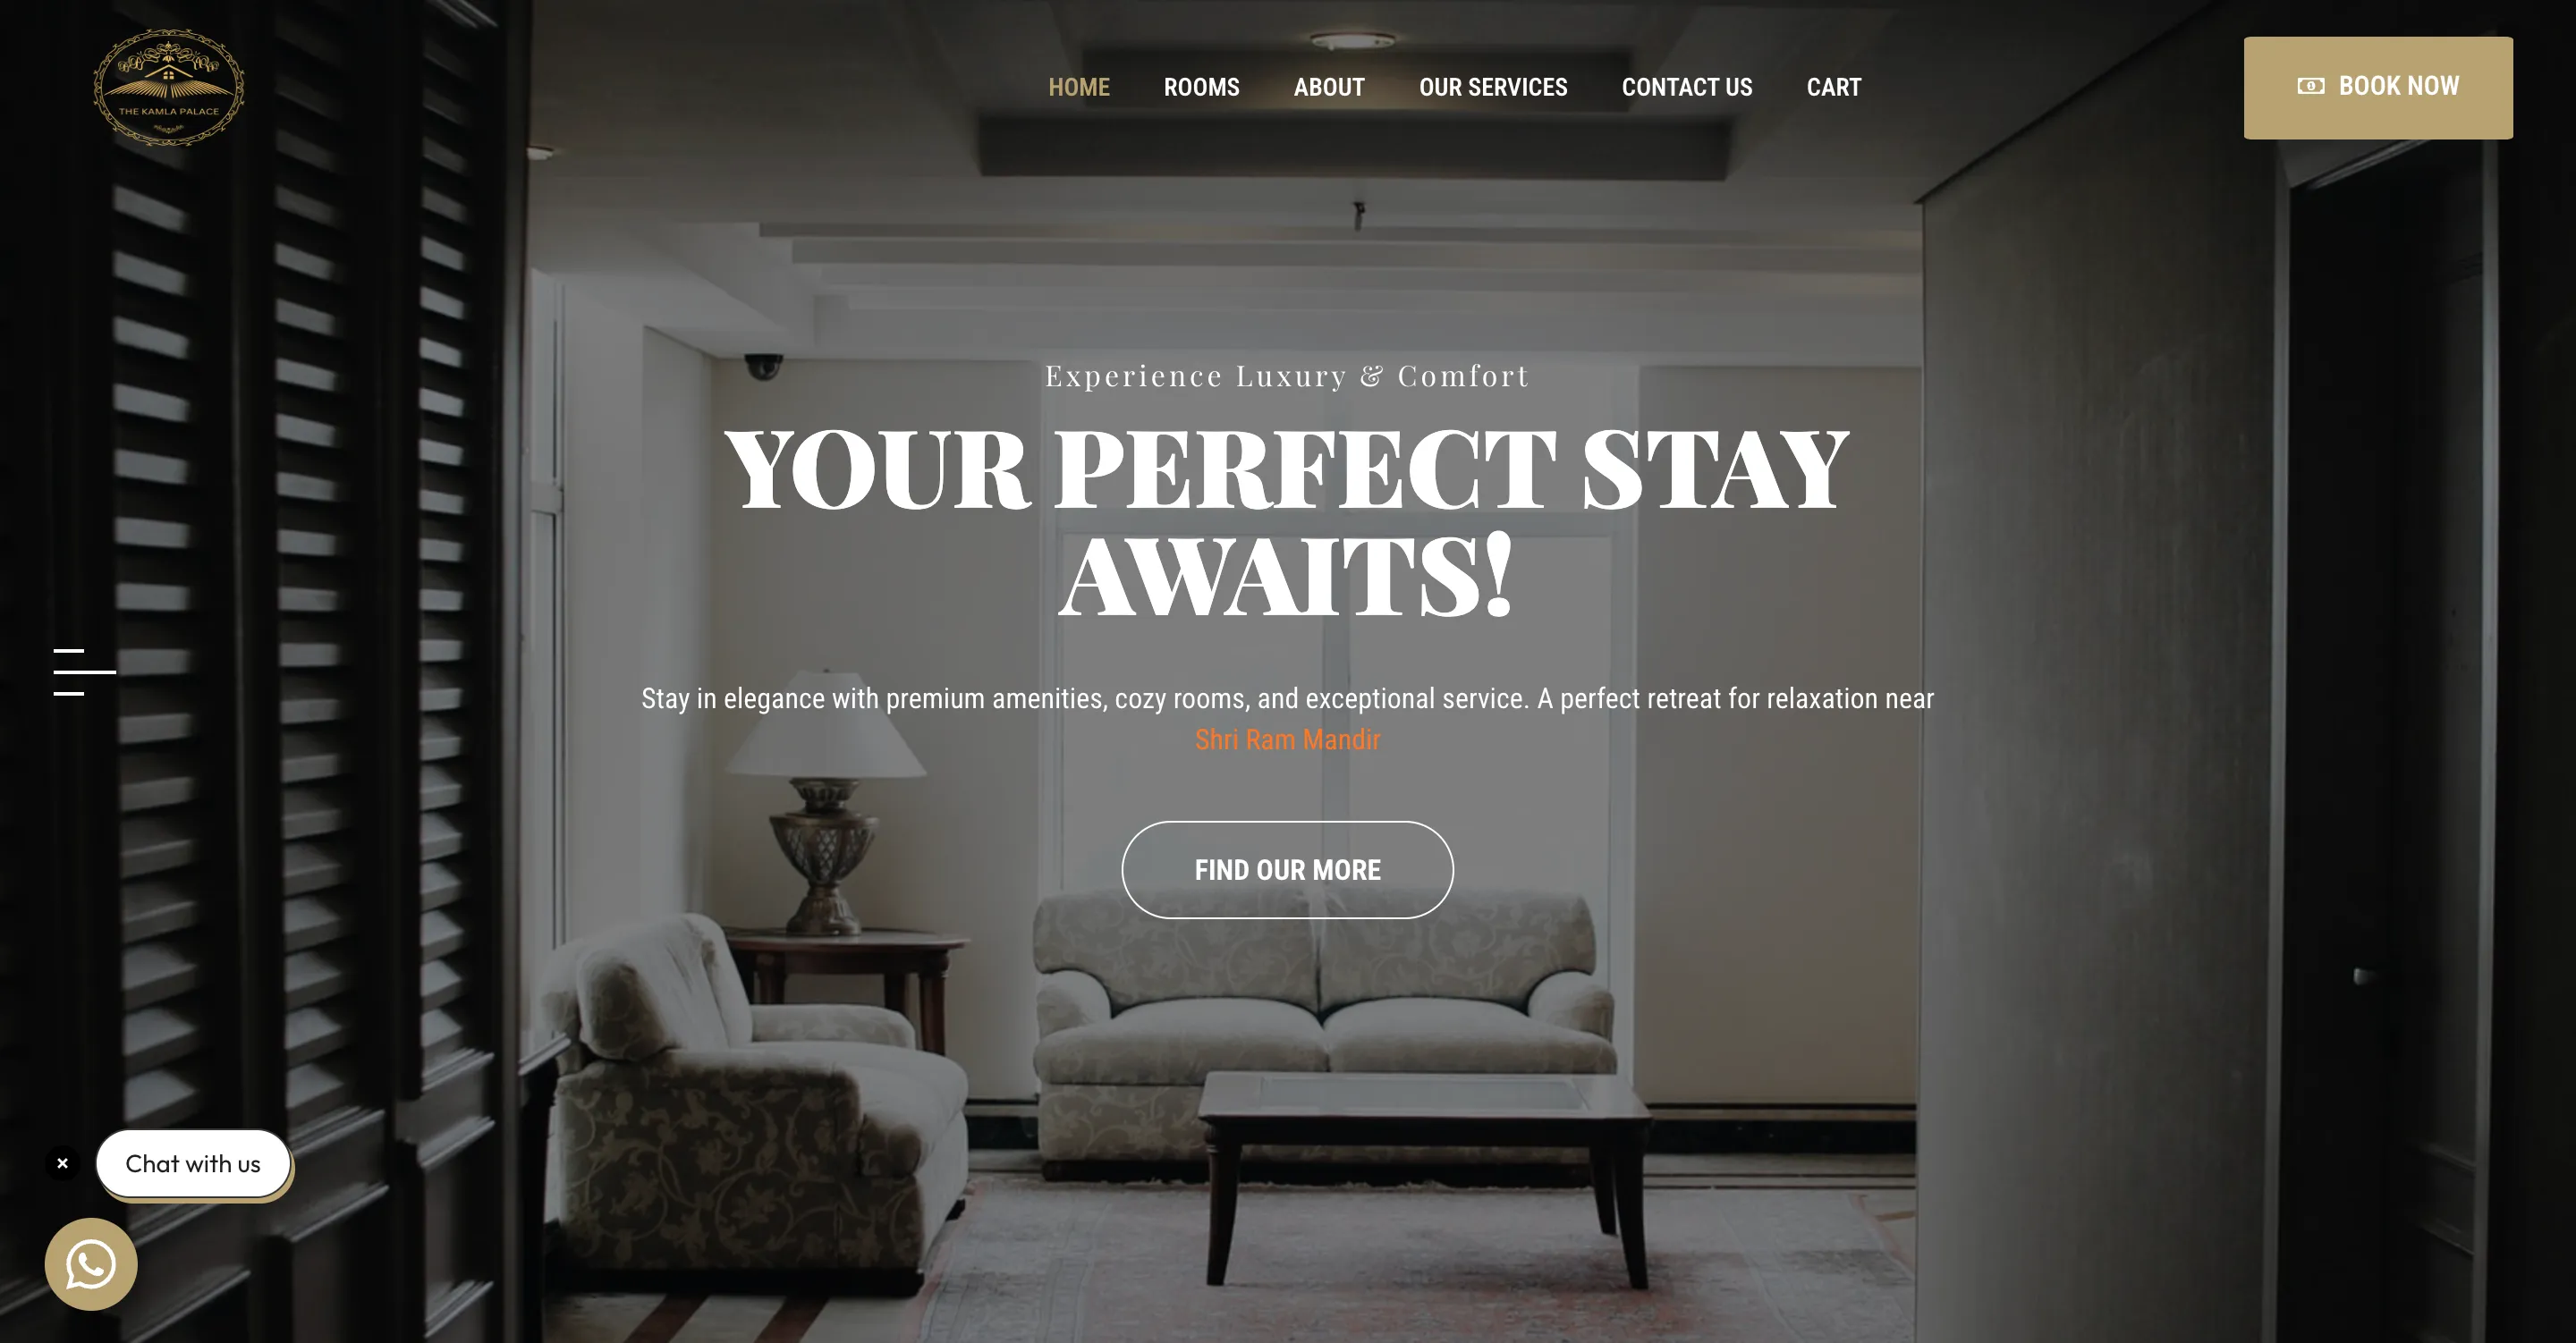 THE KAMLA PALACE
HOME ROOMS ABOUT OUR SERVICES CONTACT US CART
BOOK NOW
Experience Luxury & Comfort
YOUR PERFECT STAY
AWAITS!
Stay in elegance with premium amenities, cozy rooms, and exceptional service. A perfect retreat for relaxation near
Shri Ram Mandir
FIND OUR MORE
Chat with us